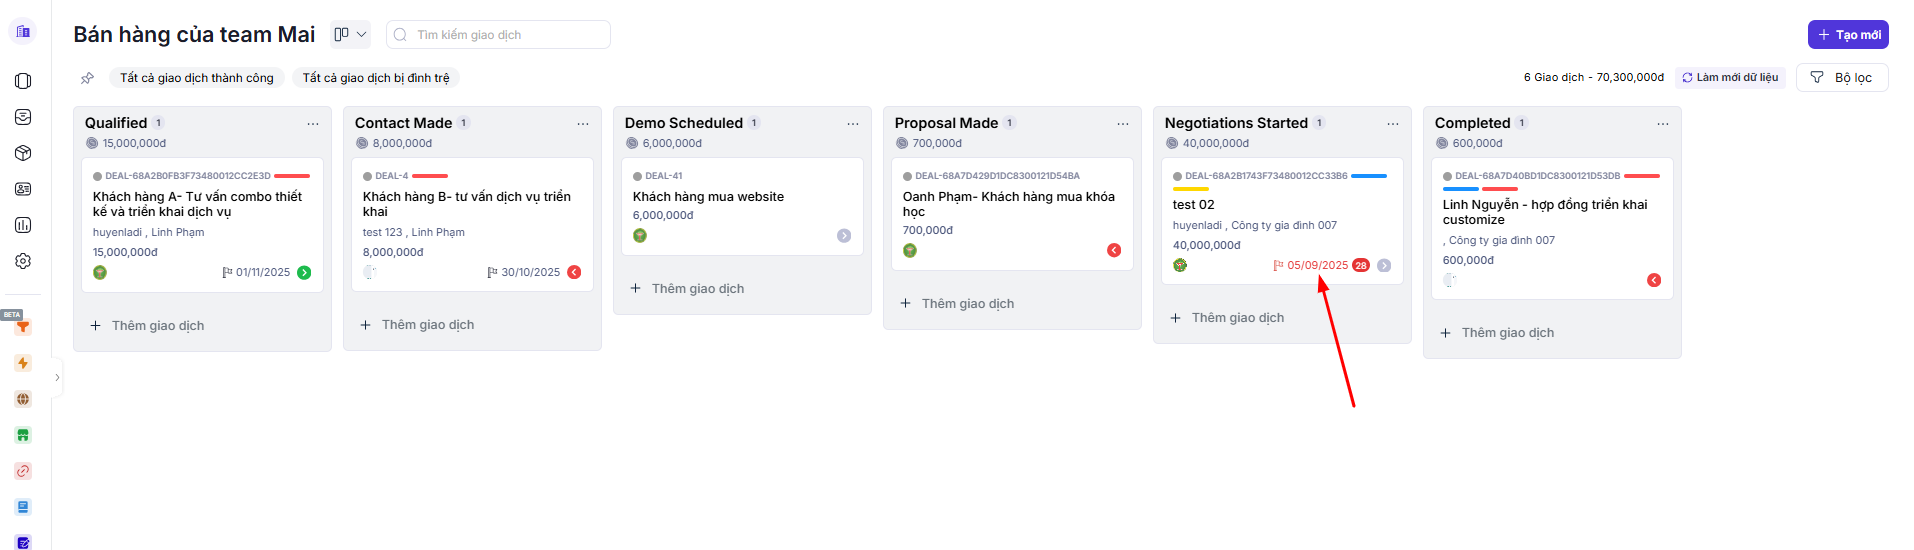 Bán hàng của team Mai
Tìm kiếm giao dịch
Tạo mới
Tất cả giao dịch thành công
Tất cả giao dịch bị đình trệ
6 Giao dịch - 70,300,000đ
Làm mới dữ liệu
Bộ lọc
Qualified 1
15,000,000đ
DEAL-68A2B0FB3F73480012CC2E3D
Khách hàng A- Tư vấn combo thiết
kế và triển khai dịch vụ
huyenladi , Linh Phạm
15,000,000đ
01/11/2025
Thêm giao dịch
Contact Made 1
8,000,000đ
DEAL-4
Khách hàng B- tư vấn dịch vụ triển
khai
test 123 , Linh Phạm
8,000,000đ
30/10/2025
Thêm giao dịch
Demo Scheduled 1
6,000,000đ
DEAL-41
Khách hàng mua website
6,000,000đ
Thêm giao dịch
Proposal Made 1
700,000đ
DEAL-68A7D429D1DC8300121D54BA
Oanh Phạm- Khách hàng mua khóa
học
700,000đ
Thêm giao dịch
Negotiations Started 1
40,000,000đ
DEAL-68A2B1743F73480012CC33B6
test 02
huyenladi , Công ty gia đình 007
40,000,000đ
05/09/2025 28
Thêm giao dịch
Completed 1
600,000đ
DEAL-68A7D40BD1DC8300121D53DB
Linh Nguyễn - hợp đồng triển khai
customize
, Công ty gia đình 007
600,000đ
Thêm giao dịch
BETA